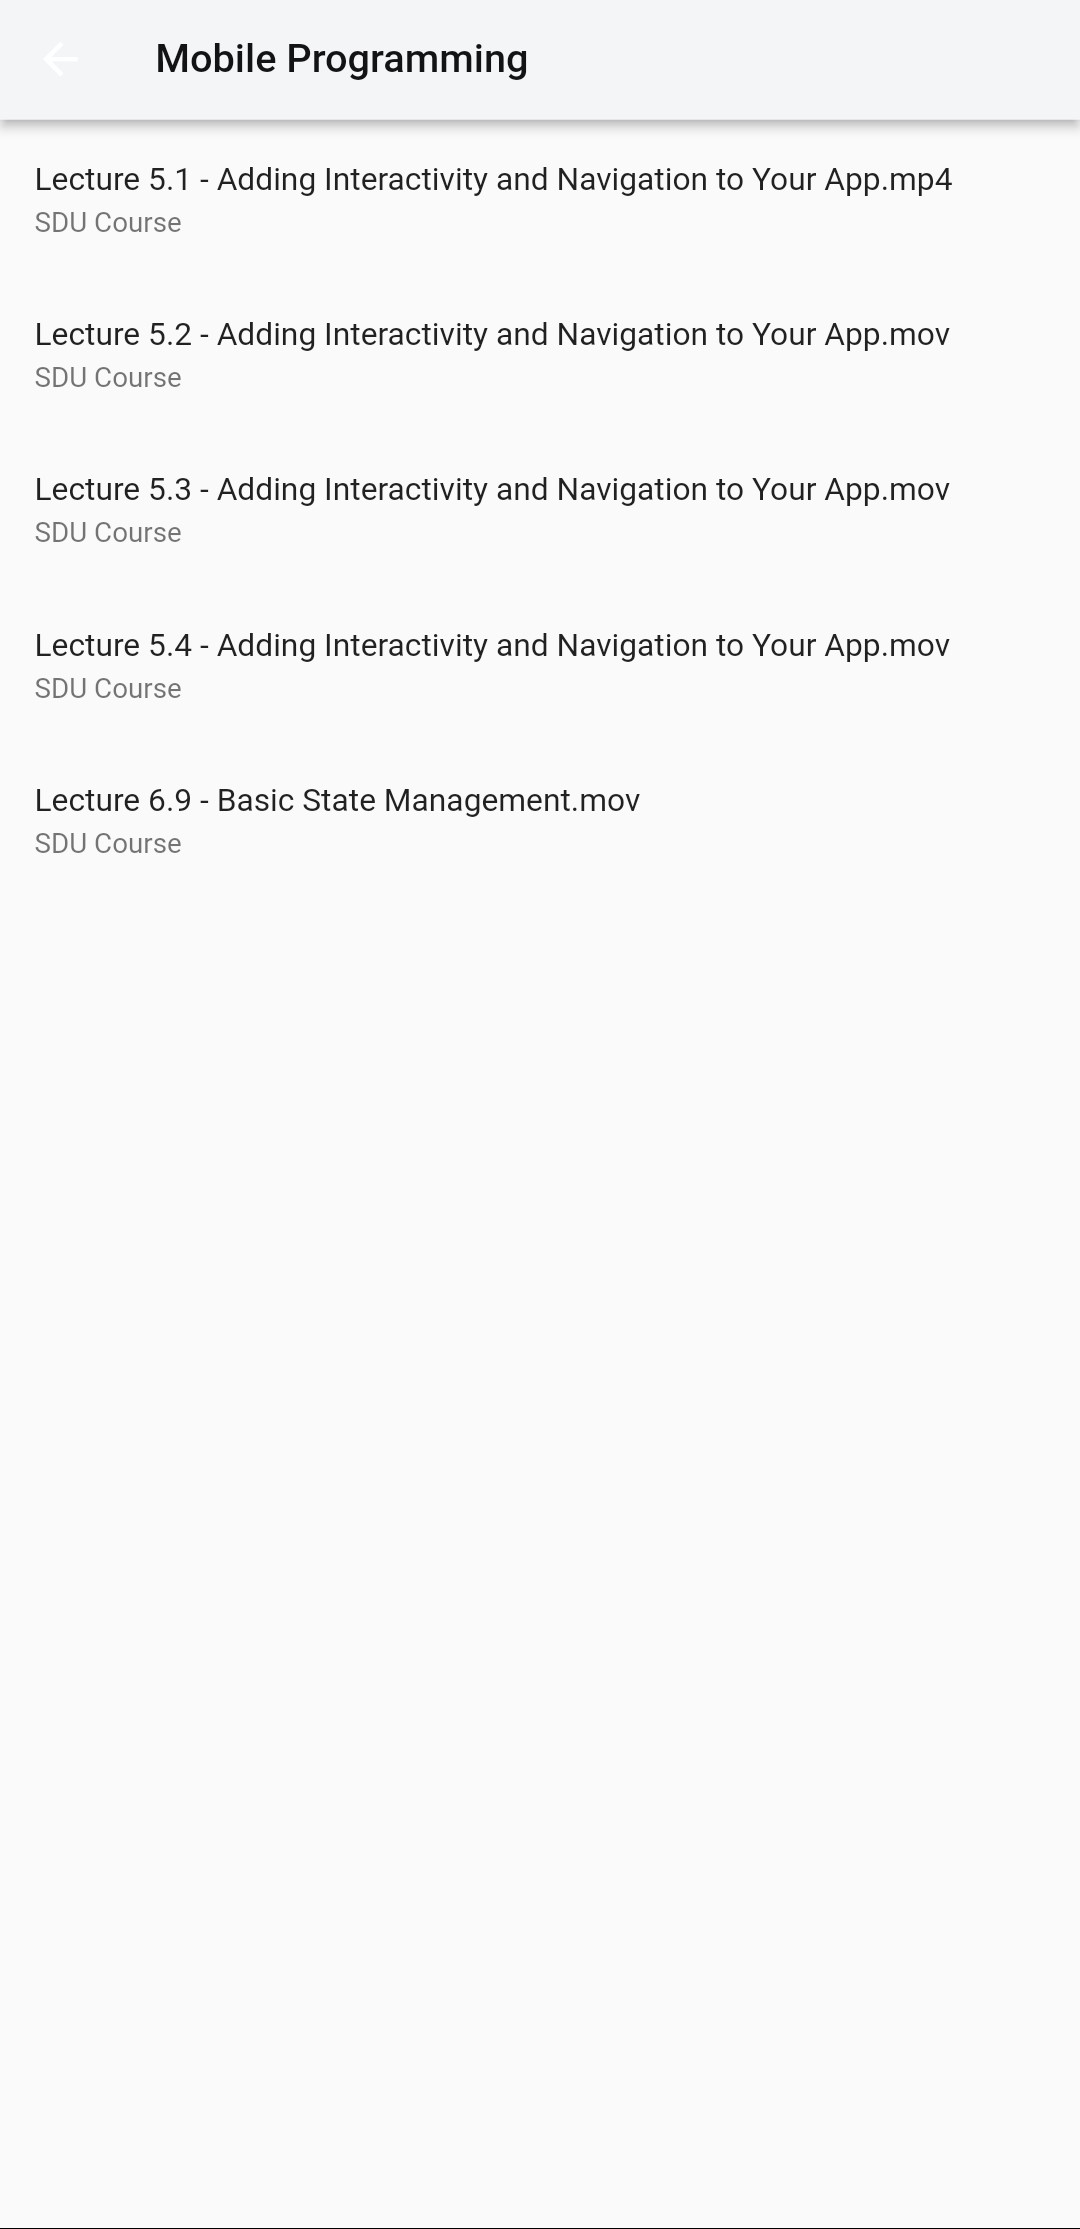 Mobile Programming
Lecture 5.1 - Adding Interactivity and Navigation to Your App.mp4
SDU Course
Lecture 5.2 - Adding Interactivity and Navigation to Your App.mov
SDU Course
Lecture 5.3 - Adding Interactivity and Navigation to Your App.mov
SDU Course
Lecture 5.4 - Adding Interactivity and Navigation to Your App.mov
SDU Course
Lecture 6.9 - Basic State Management.mov
SDU Course